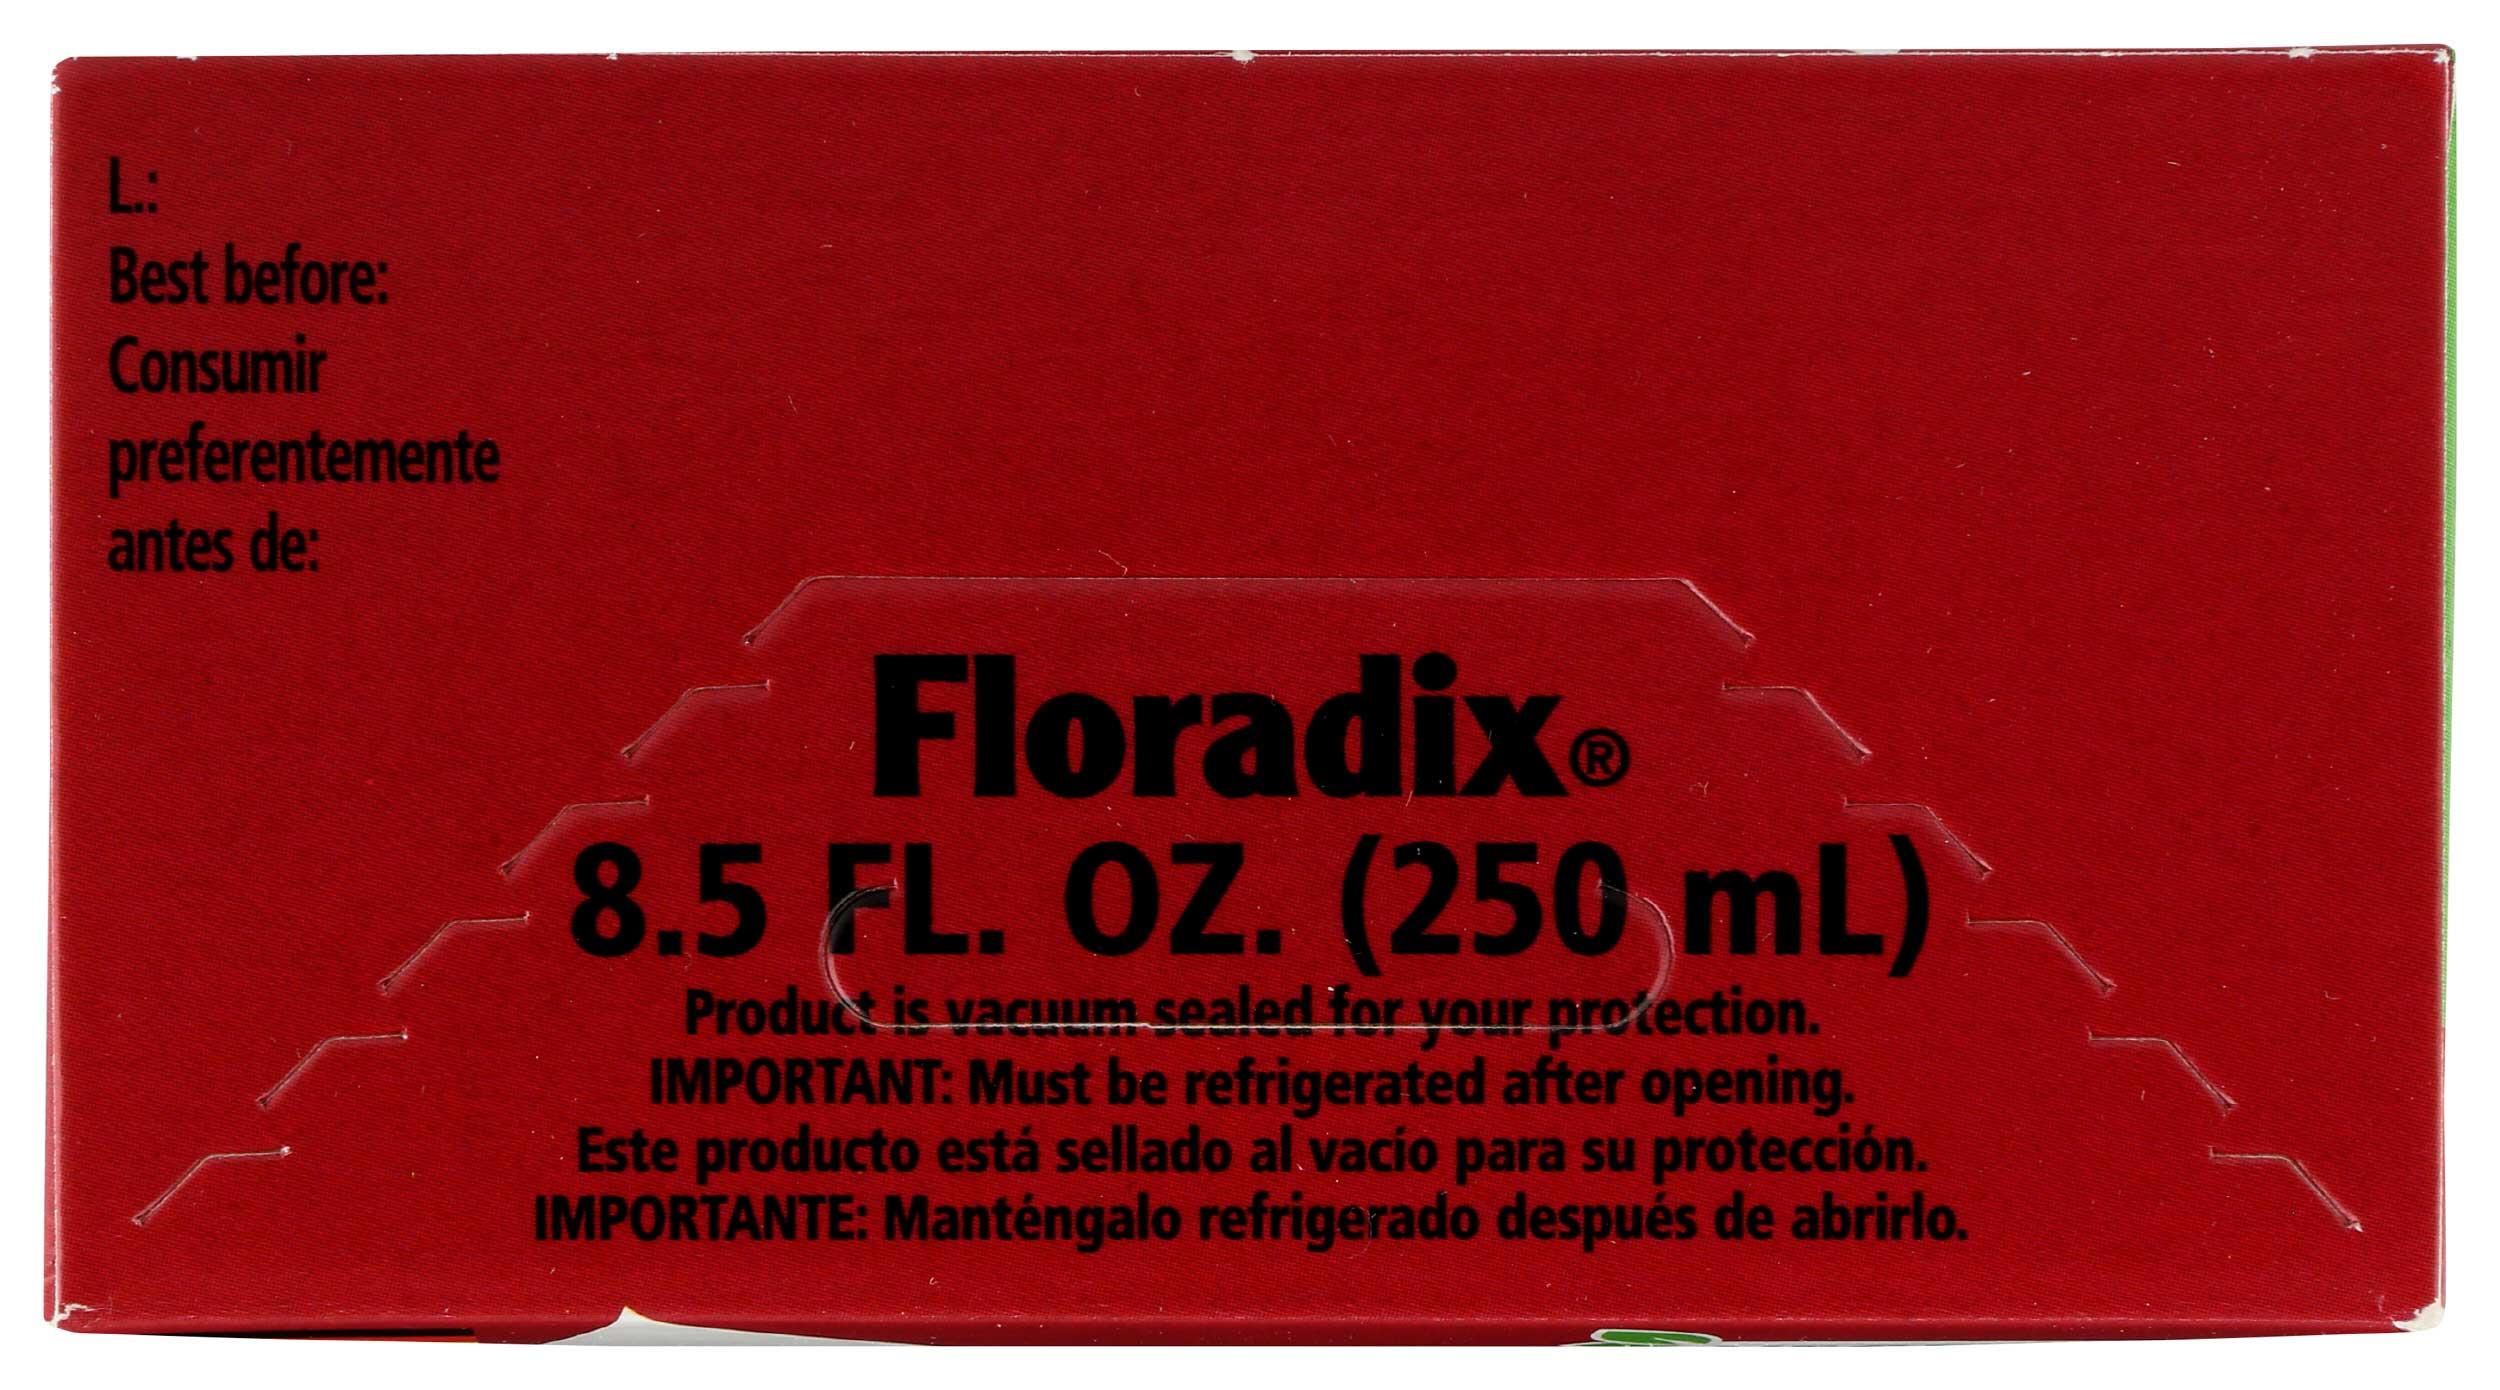 L.:
Best before:
Consumir
preferentemente
antes de:
Floradix®
8.5 FL. OZ. (250 mL)
Product is vacuum sealed for your protection.
IMPORTANT: Must be refrigerated after opening.
Este producto está sellado al vacío para su protección.
IMPORTANTE: Manténgalo refrigerado después de abrirlo.